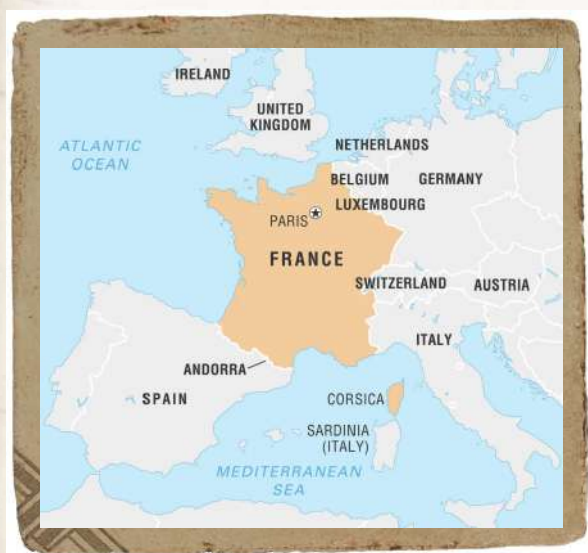 IRELAND
UNITED
KINGDOM
ATLANTIC
OCEAN
NETHERLANDS
BELGIUM
GERMANY
LUXEMBOURG
PARIS
FRANCE
SWITZERLAND
AUSTRIA
ITALY
ANDORRA
SPAIN
CORSICA
SARDINIA
(ITALY)
MEDITERRANEAN
SEA